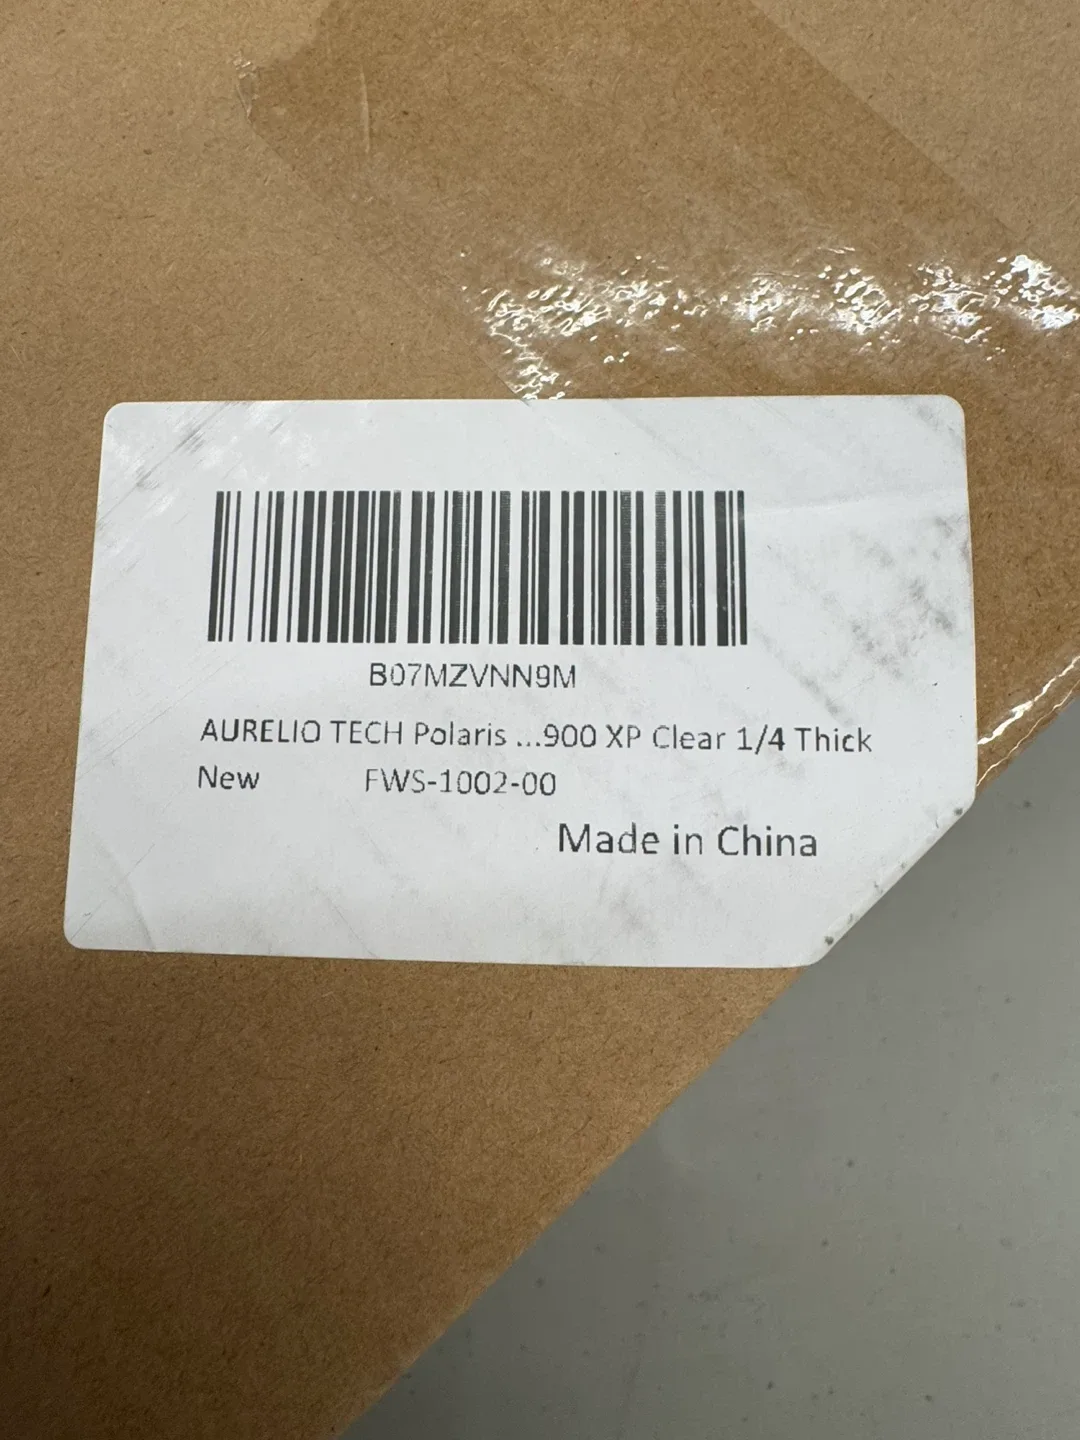 B07MZVNN9M
AURELIO TECH Polaris ...900 XP Clear 1/4 Thick
New FWS-1002-00
Made in China